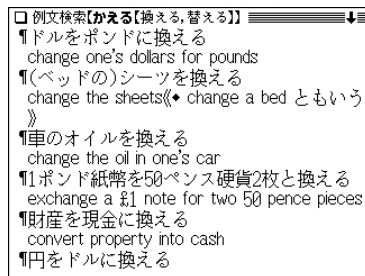 例文検索【かえる【換える,替える】】
¶ドルをポンドに換える
change one's dollars for pounds
¶(ベッドの)シーツを換える
change the sheets《◆ change a bed ともいう
》
¶車のオイルを換える
change the oil in one's car
¶1ポンド紙幣を50ペンス硬貨2枚と換える
exchange a £1 note for two 50 pence pieces
¶財産を現金に換える
convert property into cash
¶円をドルに換える